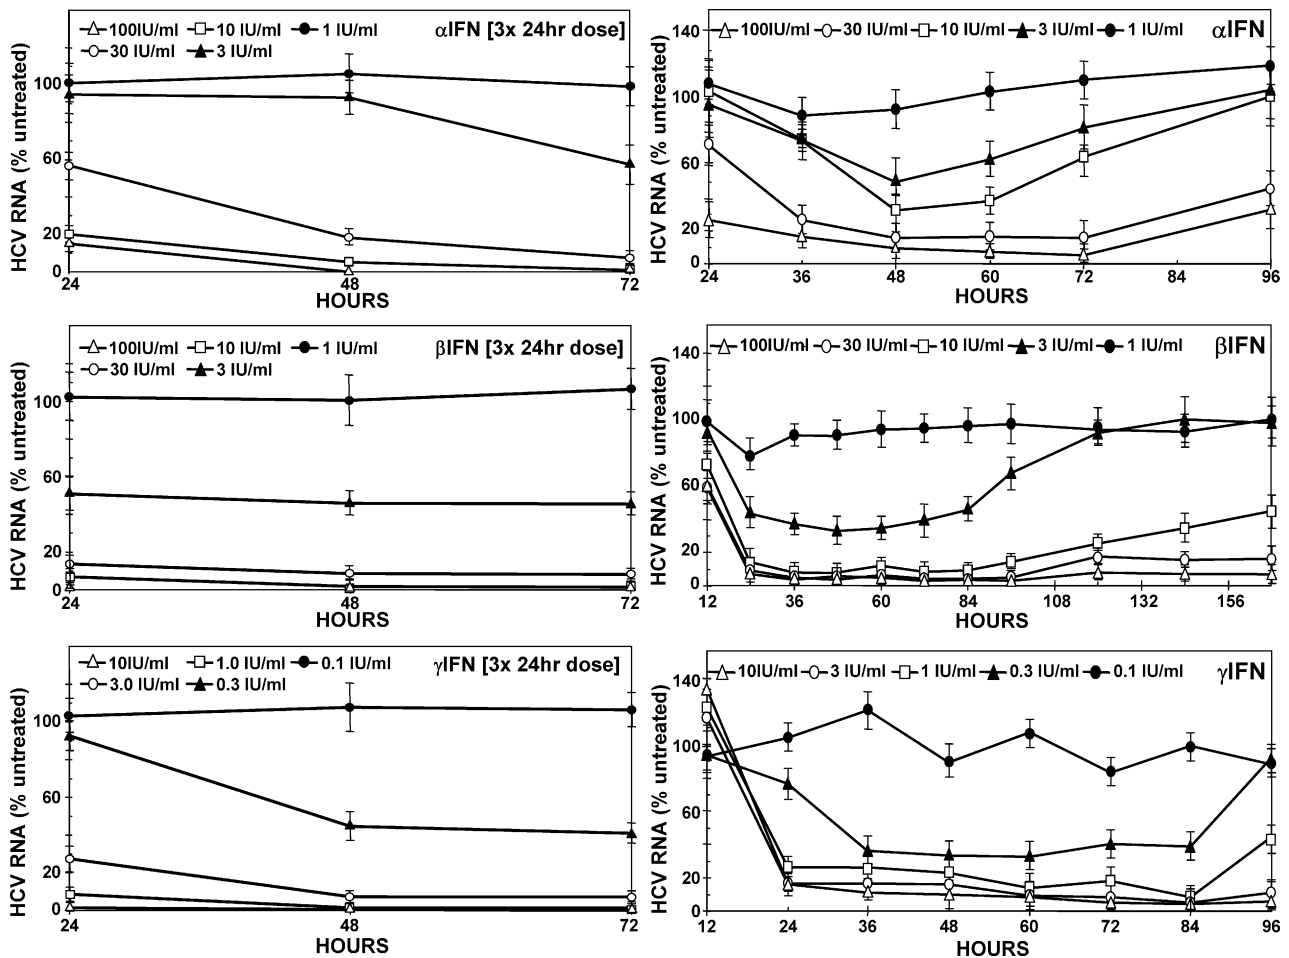 100IU/ml 10 IU/ml 1 IU/ml αIFN [3x 24hr dose]
30 IU/ml 3 IU/ml
HCV RNA (% untreated)
100
60
20
0
24 48 72
HOURS
100IU/ml 30 IU/ml 10 IU/ml 3 IU/ml 1 IU/ml αIFN
HCV RNA (% untreated)
140
100
60
20
0
24 36 48 60 72 84 96
HOURS
100IU/ml 10 IU/ml 1 IU/ml βIFN [3x 24hr dose]
30 IU/ml 3 IU/ml
HCV RNA (% untreated)
100
60
20
0
24 48 72
HOURS
100IU/ml 30 IU/ml 10 IU/ml 3 IU/ml 1 IU/ml βIFN
HCV RNA (% untreated)
140
100
60
20
0
12 36 60 84 108 132 156
HOURS
10IU/ml 1.0 IU/ml 0.1 IU/ml γIFN [3x 24hr dose]
3.0 IU/ml 0.3 IU/ml
HCV RNA (% untreated)
100
60
20
0
24 48 72
HOURS
10IU/ml 3 IU/ml 1 IU/ml 0.3 IU/ml 0.1 IU/ml γIFN
HCV RNA (% untreated)
140
100
60
20
0
12 24 36 48 60 72 84 96
HOURS